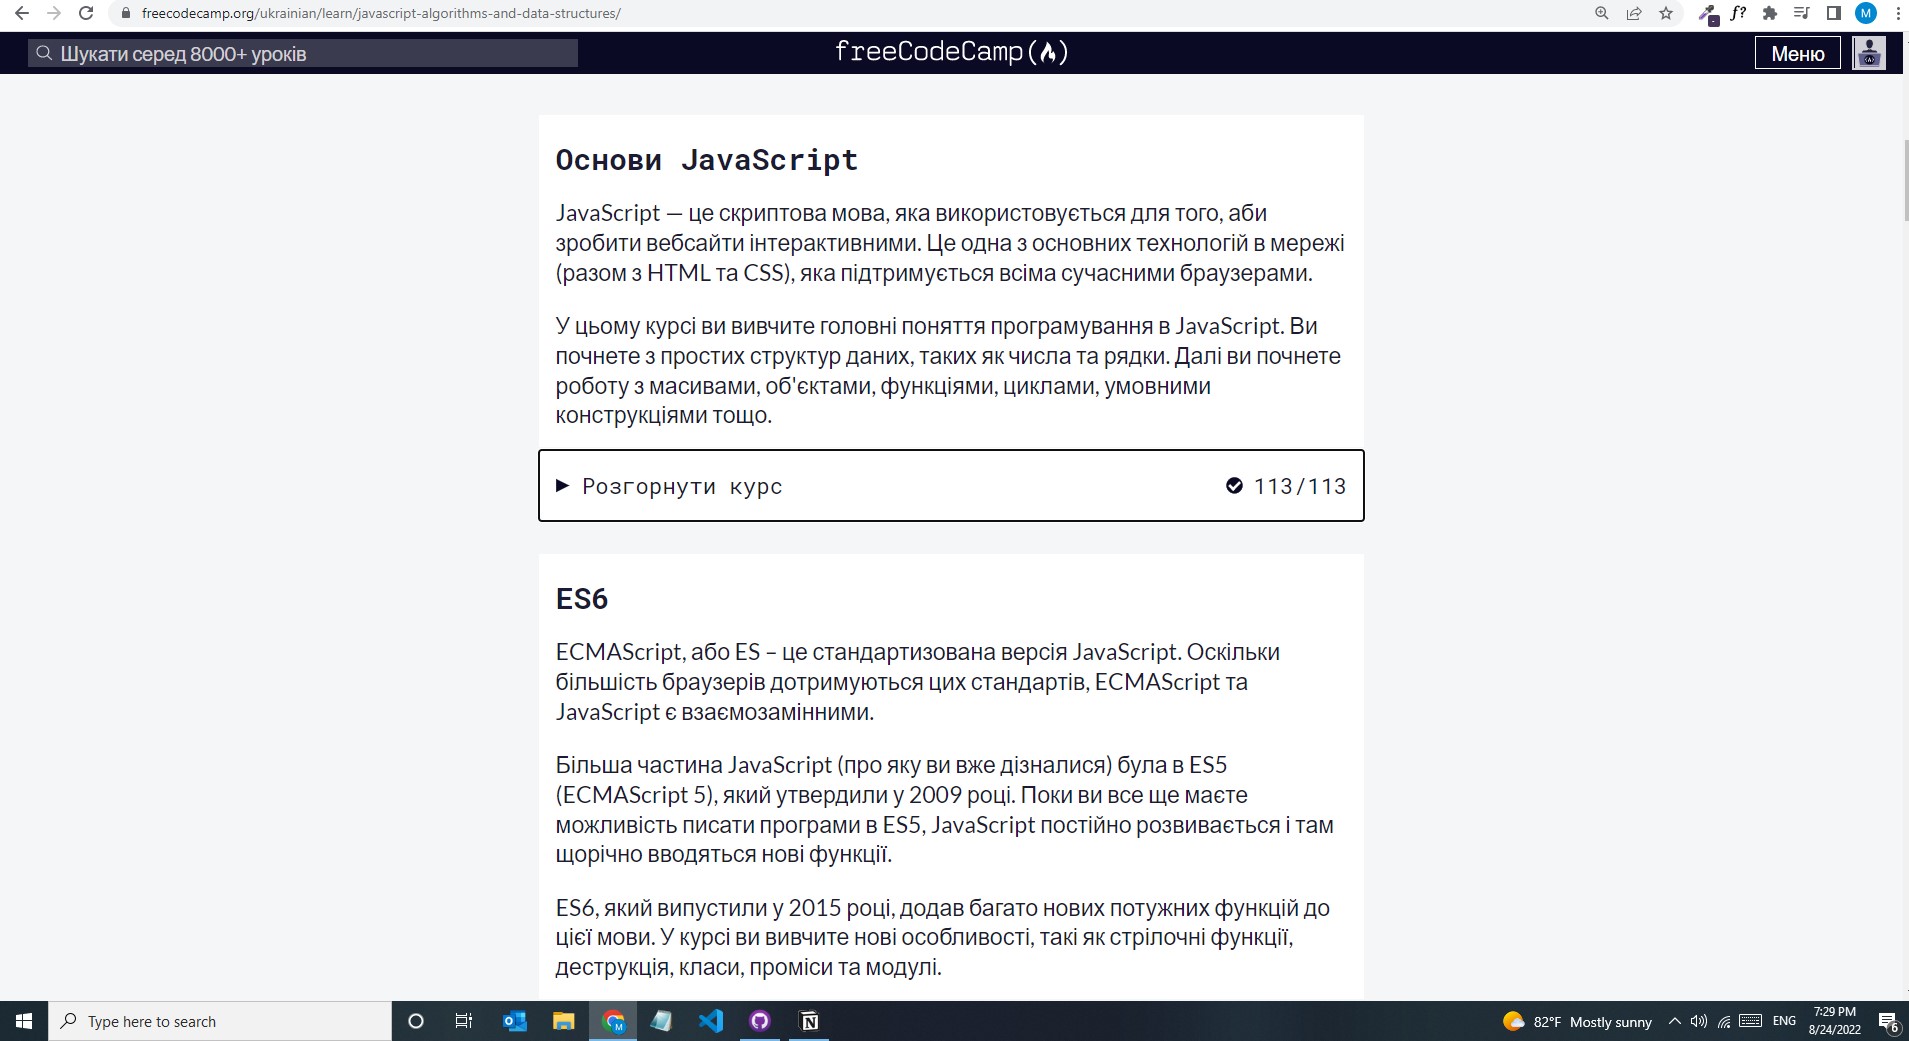 freecodecamp.org/ukrainian/learn/javascript-algorithms-and-data-structures/
f?
M
Шукати серед 8000+ уроків
freeCodeCamp(🔥)
Меню
Основи JavaScript
JavaScript — це скриптова мова, яка використовується для того, аби
зробити вебсайти інтерактивними. Це одна з основних технологій в мережі
(разом з HTML та CSS), яка підтримується всіма сучасними браузерами.
У цьому курсі ви вивчите головні поняття програмування в JavaScript. Ви
почнете з простих структур даних, таких як числа та рядки. Далі ви почнете
роботу з масивами, об'єктами, функціями, циклами, умовними
конструкціями тощо.
Розгорнути курс 113/113
ES6
ECMAScript, або ES – це стандартизована версія JavaScript. Оскільки
більшість браузерів дотримуються цих стандартів, ECMAScript та
JavaScript є взаємозамінними.
Більша частина JavaScript (про яку ви вже дізналися) була в ES5
(ECMAScript 5), який утвердили у 2009 році. Поки ви все ще маєте
можливість писати програми в ES5, JavaScript постійно розвивається і там
щорічно вводяться нові функції.
ES6, який випустили у 2015 році, додав багато нових потужних функцій до
цієї мови. У курсі ви вивчите нові особливості, такі як стрілочні функції,
деструкція, класи, проміси та модулі.
Type here to search
82°F Mostly sunny
ENG
7:29 PM
8/24/2022
6